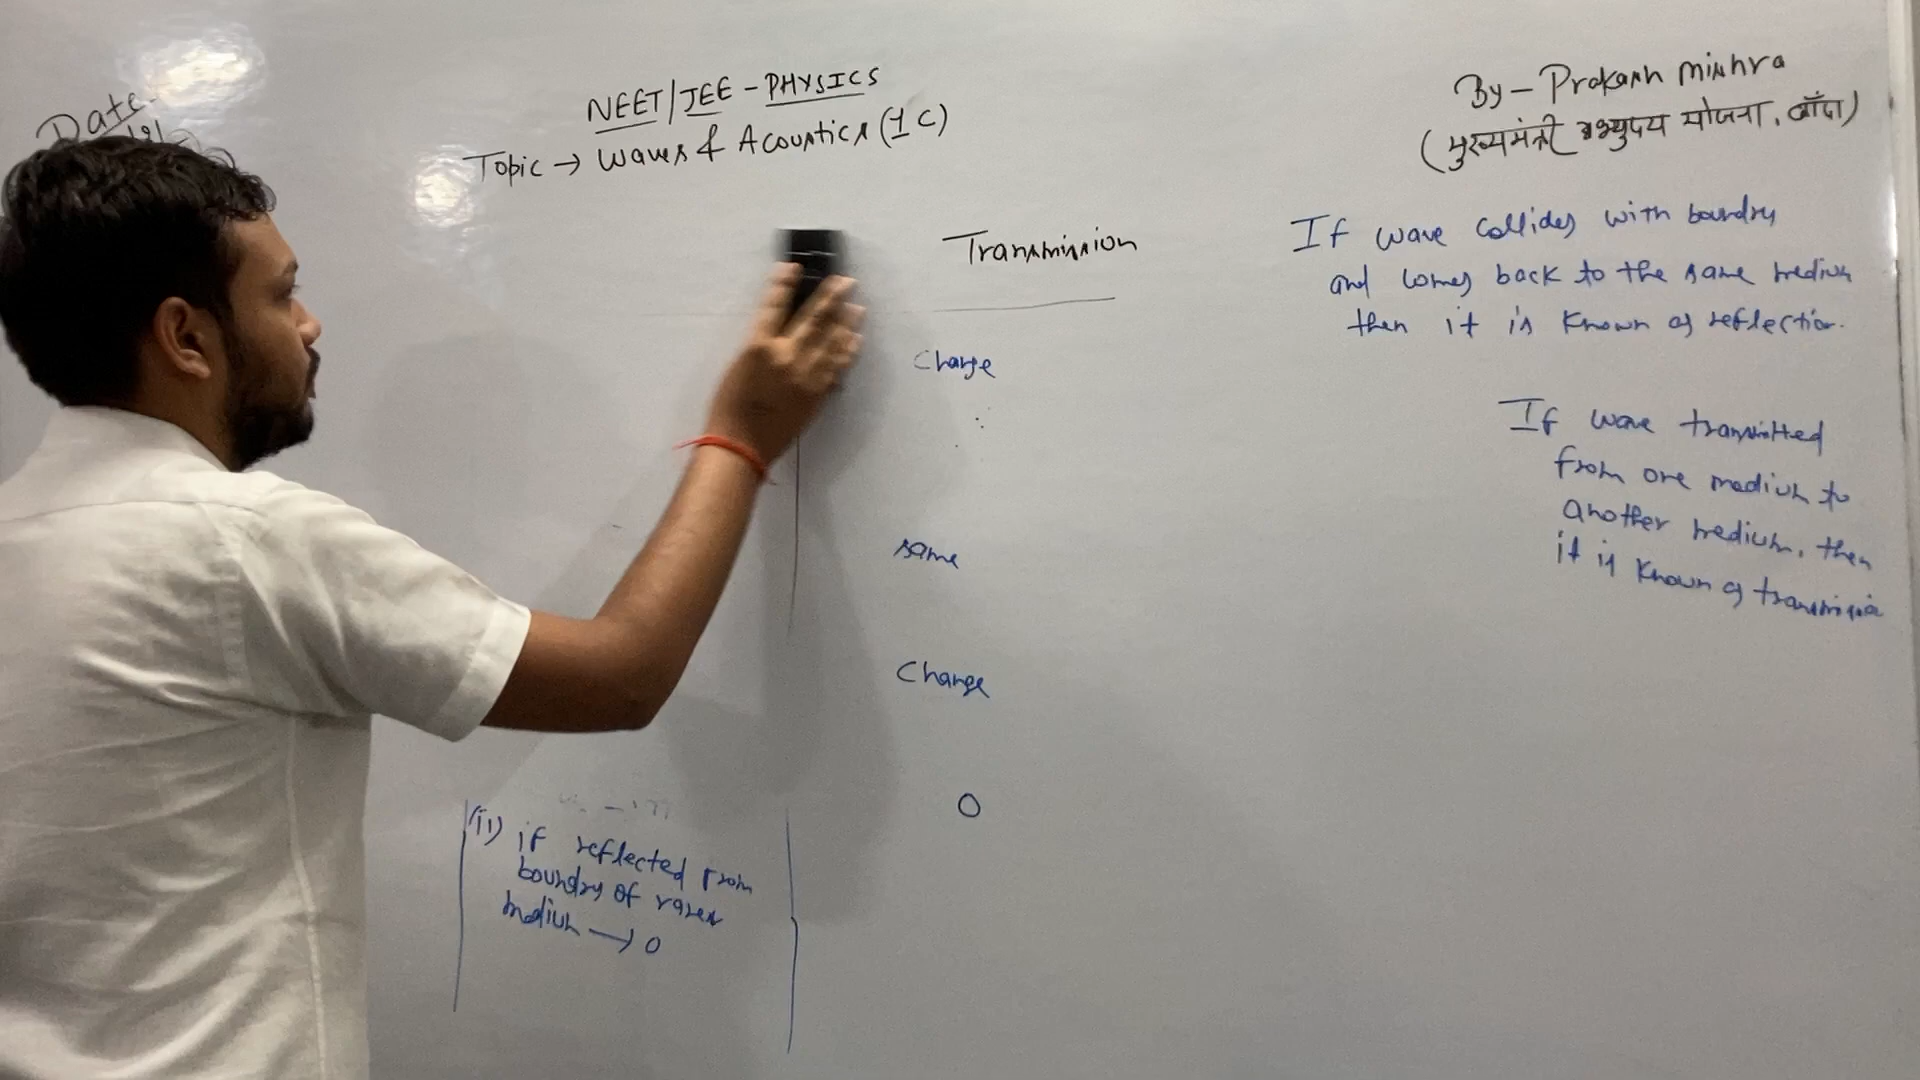 Date-
NEET/JEE - PHYSICS
Topic → Waves & Acoustics (1C)
By - Prakash mishra
(मुख्यमंत्री अभ्युदय योजना, बाँदा)
Transmission
If wave collides with boundry
and comes back to the same medium
then it is known as reflection.
Change
If wave transmitted
from one medium to
another medium, then
it is known as transmission
same
Change
0
(ii) if reflected from
boundry of rarer
medium → 0